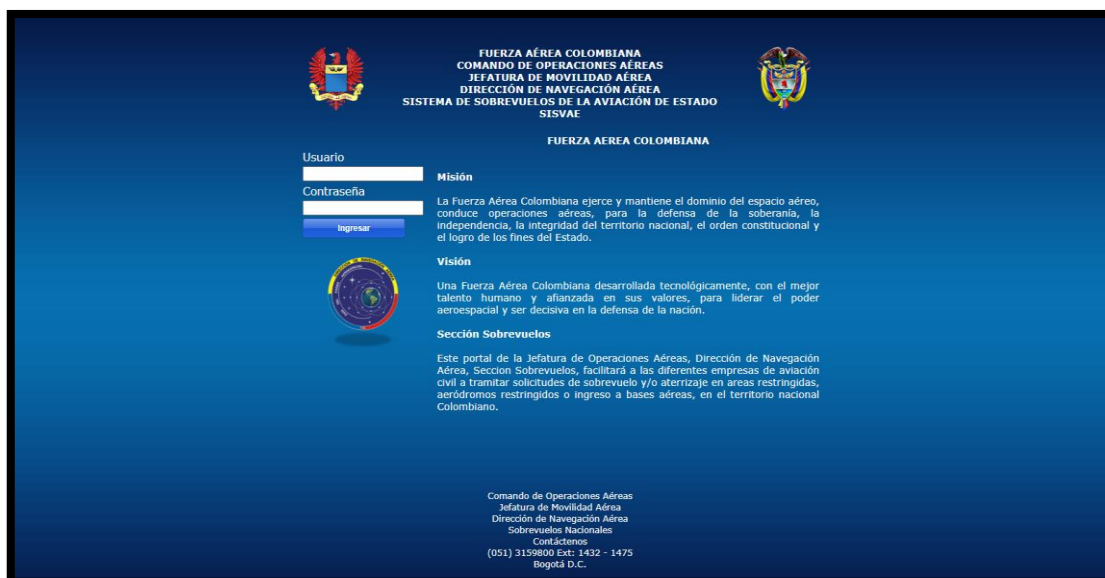 FUERZA AÉREA COLOMBIANA
COMANDO DE OPERACIONES AÉREAS
JEFATURA DE MOVILIDAD AÉREA
DIRECCIÓN DE NAVEGACIÓN AÉREA
SISTEMA DE SOBREVUELOS DE LA AVIACIÓN DE ESTADO
SISVAE
FUERZA AEREA COLOMBIANA
Usuario
Contraseña
Ingresar
Misión
La Fuerza Aérea Colombiana ejerce y mantiene el dominio del espacio aéreo,
conduce operaciones aéreas, para la defensa de la soberanía, la
independencia, la integridad del territorio nacional, el orden constitucional y
el logro de los fines del Estado.
Visión
Una Fuerza Aérea Colombiana desarrollada tecnológicamente, con el mejor
talento humano y afianzada en sus valores, para liderar el poder
aeroespacial y ser decisiva en la defensa de la nación.
Sección Sobrevuelos
Este portal de la Jefatura de Operaciones Aéreas, Dirección de Navegación
Aérea, Seccion Sobrevuelos, facilitará a las diferentes empresas de aviación
civil a tramitar solicitudes de sobrevuelo y/o aterrizaje en areas restringidas,
aeródromos restringidos o ingreso a bases aéreas, en el territorio nacional
Colombiano.
DIRECCIÓN DE NAVEGACIÓN AÉREA
Comando de Operaciones Aéreas
Jefatura de Movilidad Aérea
Dirección de Navegación Aérea
Sobrevuelos Nacionales
Contáctenos
(051) 3159800 Ext: 1432 - 1475
Bogotá D.C.